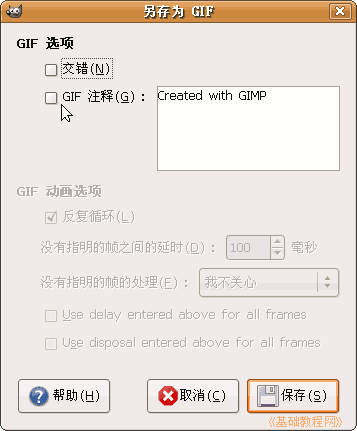 另存为 GIF
GIF 选项
交错(N)
GIF 注释(G)：
Created with GIMP
GIF 动画选项
反复循环(L)
没有指明的帧之间的延时(D)： 100 毫秒
没有指明的帧的处理(F)： 我不关心
Use delay entered above for all frames
Use disposal entered above for all frames
帮助(H) 取消(C) 保存(S)
《基础教程网》